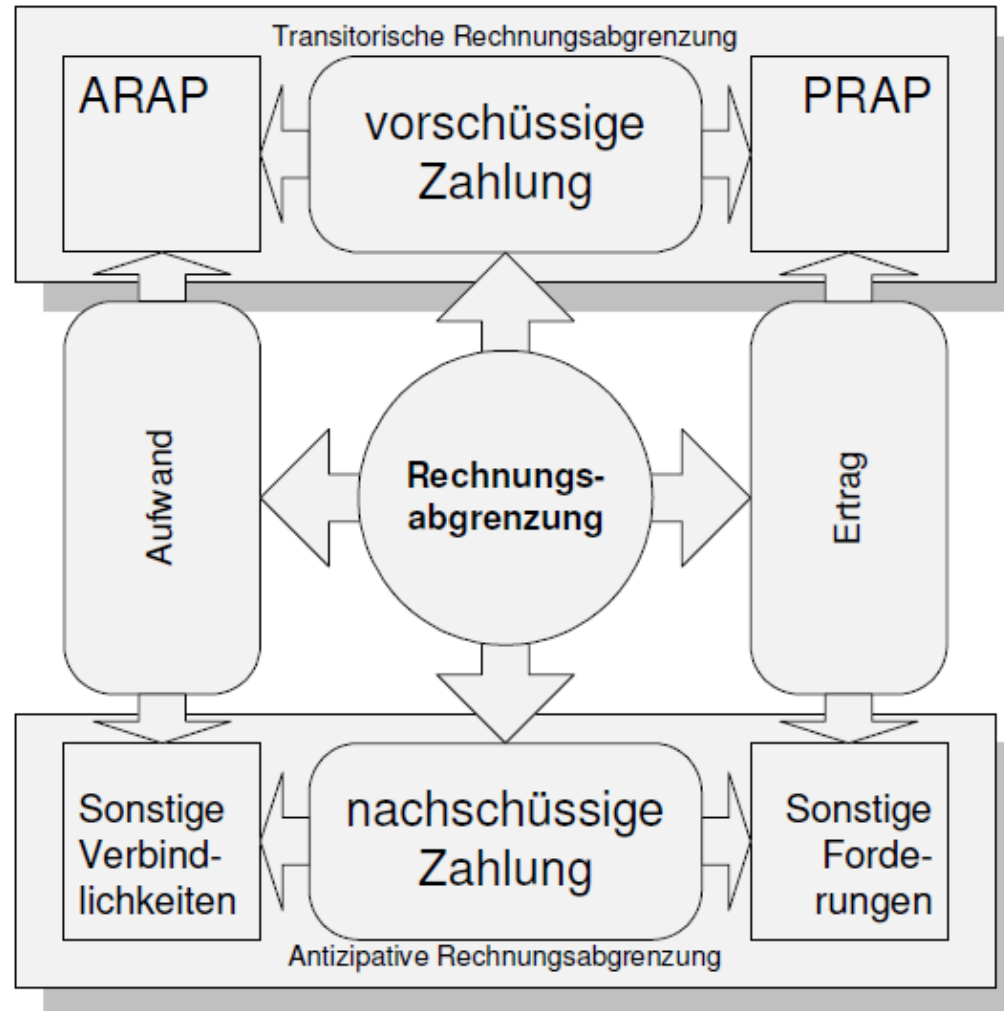 Transitorische Rechnungsabgrenzung
ARAP
vorschüssige
Zahlung
PRAP
Aufwand
Rechnungs-
abgrenzung
Ertrag
Sonstige
Verbind-
lichkeiten
nachschüssige
Zahlung
Sonstige
Forde-
rungen
Antizipative Rechnungsabgrenzung